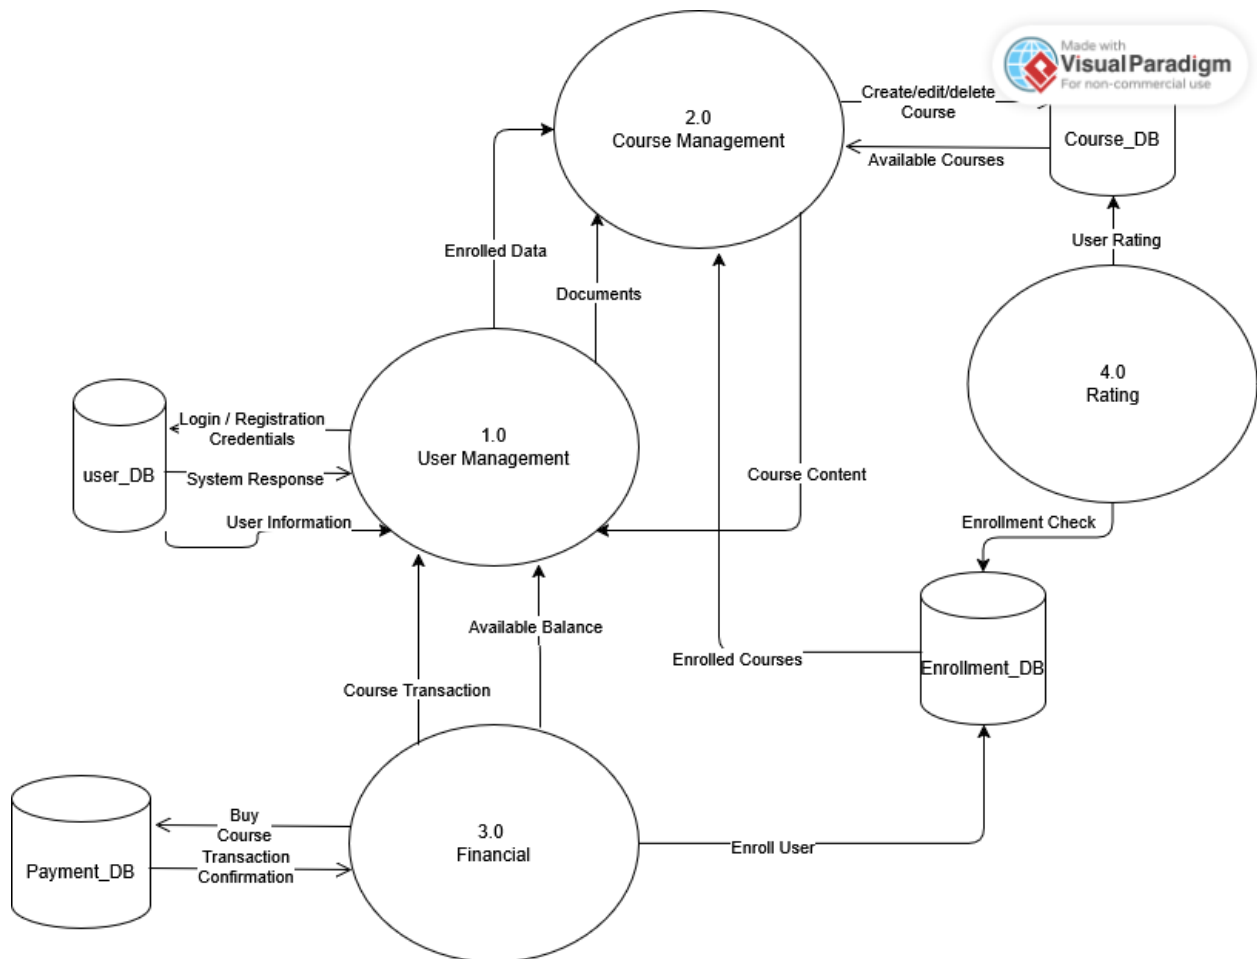 Made with
Visual Paradigm
For non-commercial use
Create/edit/delete
Course
2.0
Course Management
Course_DB
Available Courses
User Rating
Enrolled Data
Documents
4.0
Rating
Login / Registration
Credentials
1.0
User Management
user_DB
System Response
Course Content
User Information
Enrollment Check
Available Balance
Enrolled Courses
Enrollment_DB
Course Transaction
Buy
Course
3.0
Financial
Enroll User
Transaction
Confirmation
Payment_DB